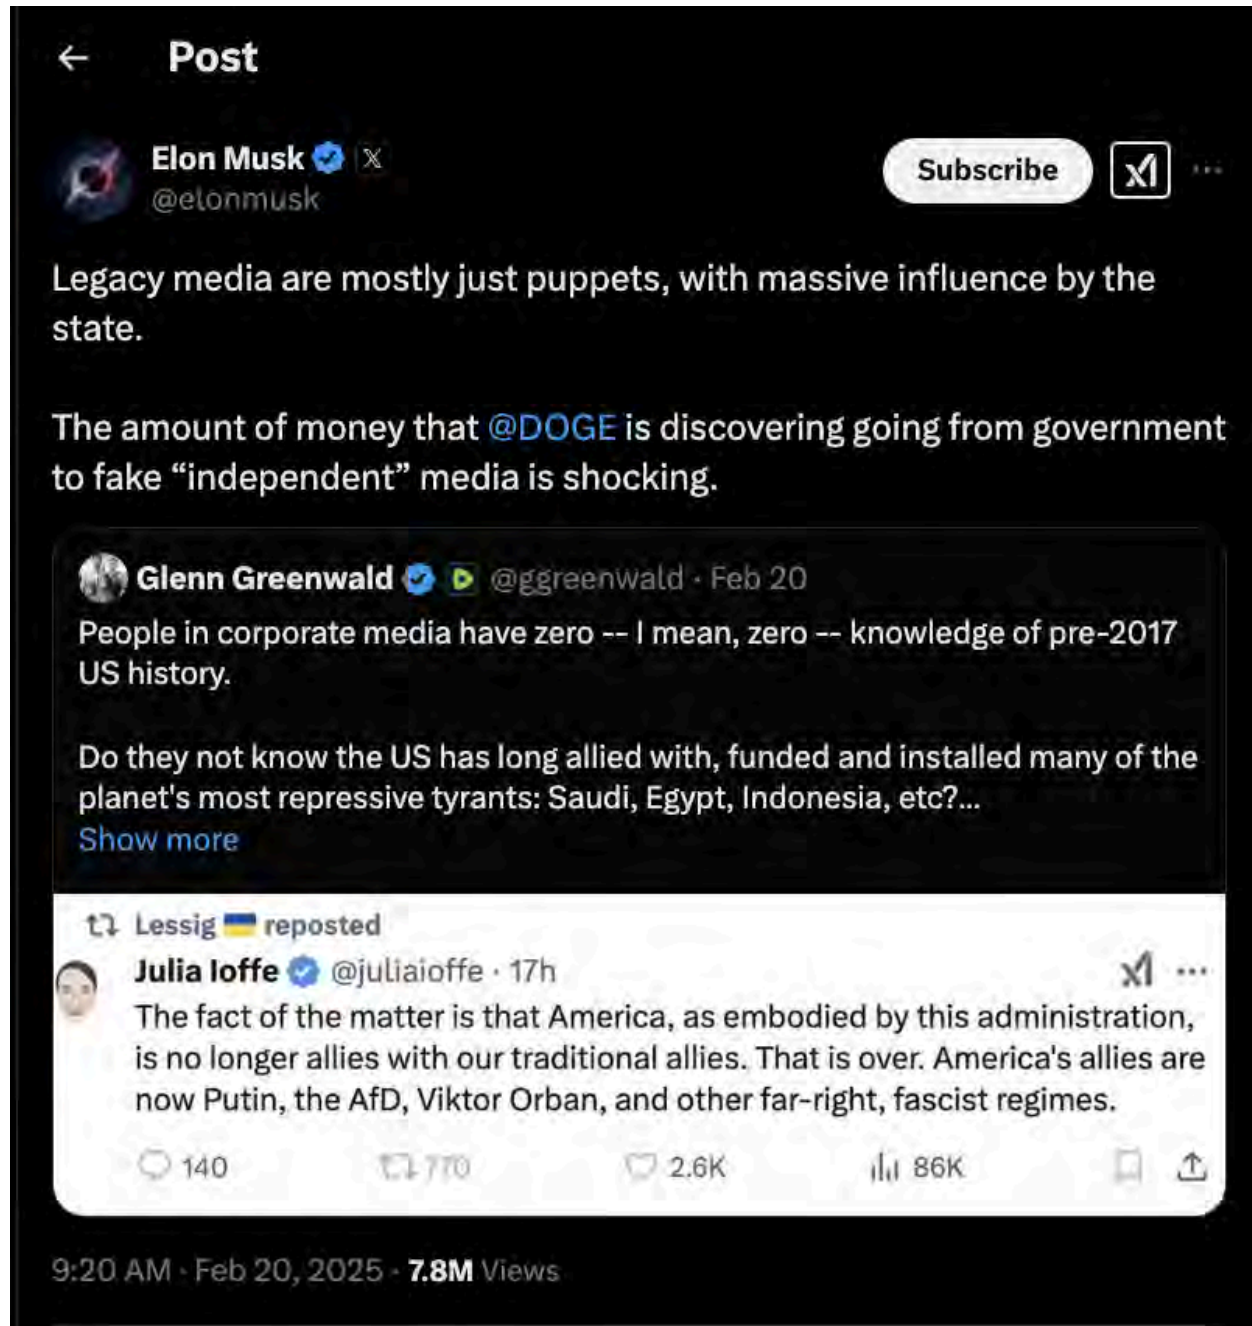 Post
Elon Musk
@elonmusk
Subscribe
Legacy media are mostly just puppets, with massive influence by the
state.
The amount of money that @DOGE is discovering going from government
to fake “independent” media is shocking.
Glenn Greenwald @ggreenwald · Feb 20
People in corporate media have zero -- I mean, zero -- knowledge of pre-2017
US history.
Do they not know the US has long allied with, funded and installed many of the
planet's most repressive tyrants: Saudi, Egypt, Indonesia, etc?...
Show more
Lessig 🇺🇦 reposted
Julia Ioffe @juliaioffe · 17h
The fact of the matter is that America, as embodied by this administration,
is no longer allies with our traditional allies. That is over. America's allies are
now Putin, the AfD, Viktor Orban, and other far-right, fascist regimes.
140 770 2.6K 86K
9:20 AM · Feb 20, 2025 · 7.8M Views